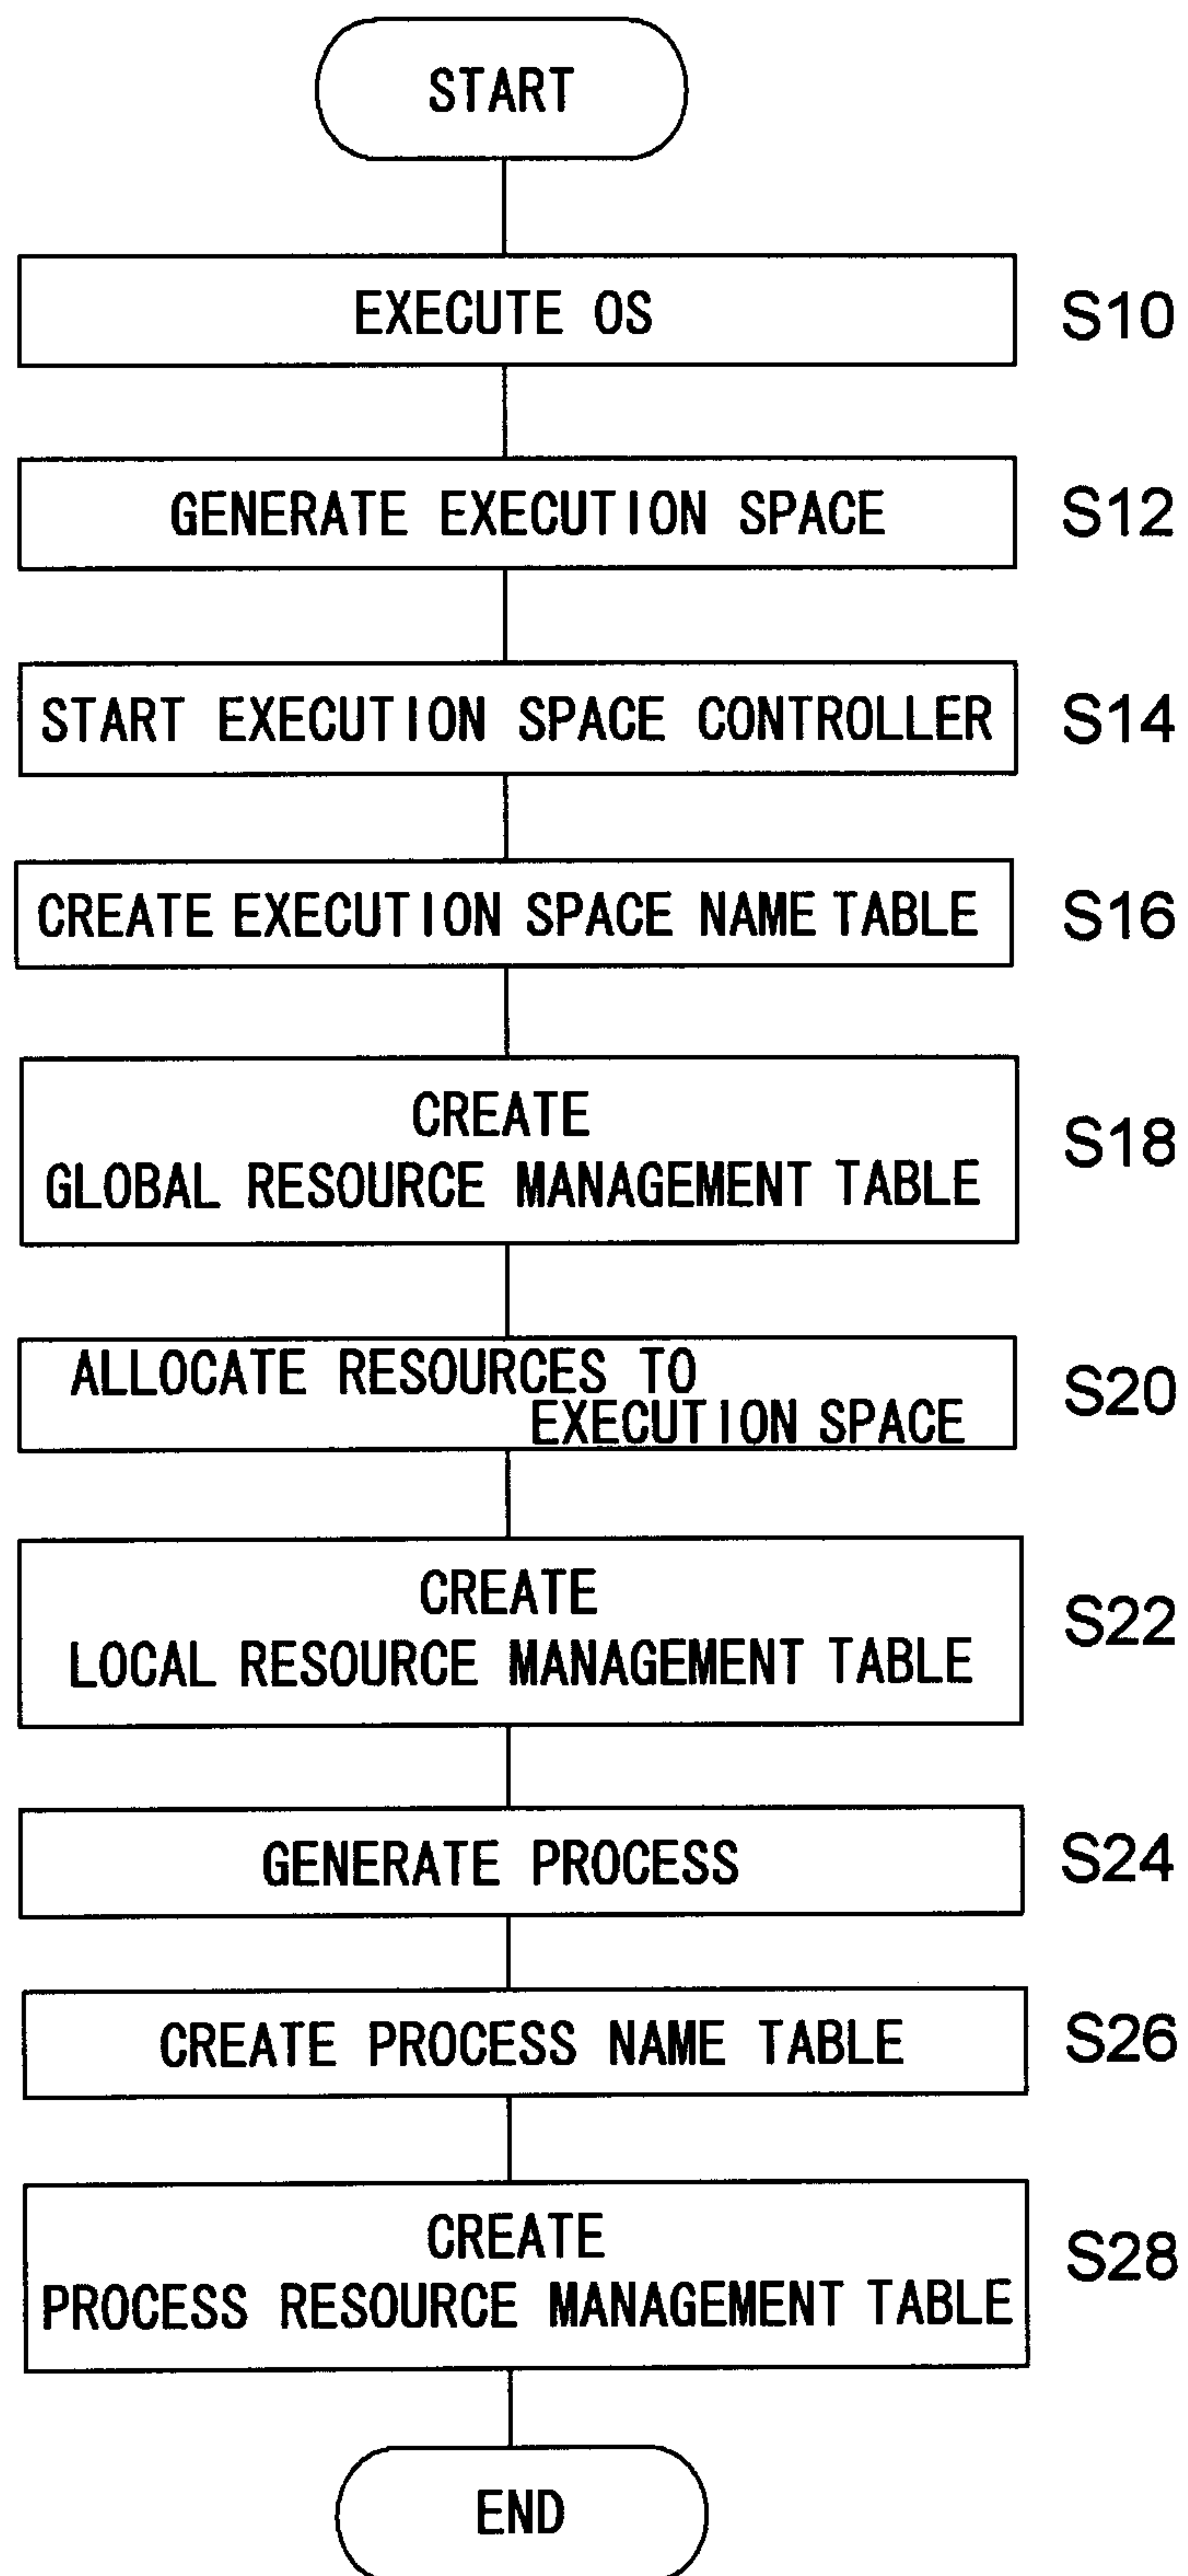 START
EXECUTE OS
S10
GENERATE EXECUTION SPACE
S12
START EXECUTION SPACE CONTROLLER
S14
CREATE EXECUTION SPACE NAME TABLE
S16
CREATE
GLOBAL RESOURCE MANAGEMENT TABLE
S18
ALLOCATE RESOURCES TO
EXECUTION SPACE
S20
CREATE
LOCAL RESOURCE MANAGEMENT TABLE
S22
GENERATE PROCESS
S24
CREATE PROCESS NAME TABLE
S26
CREATE
PROCESS RESOURCE MANAGEMENT TABLE
S28
END